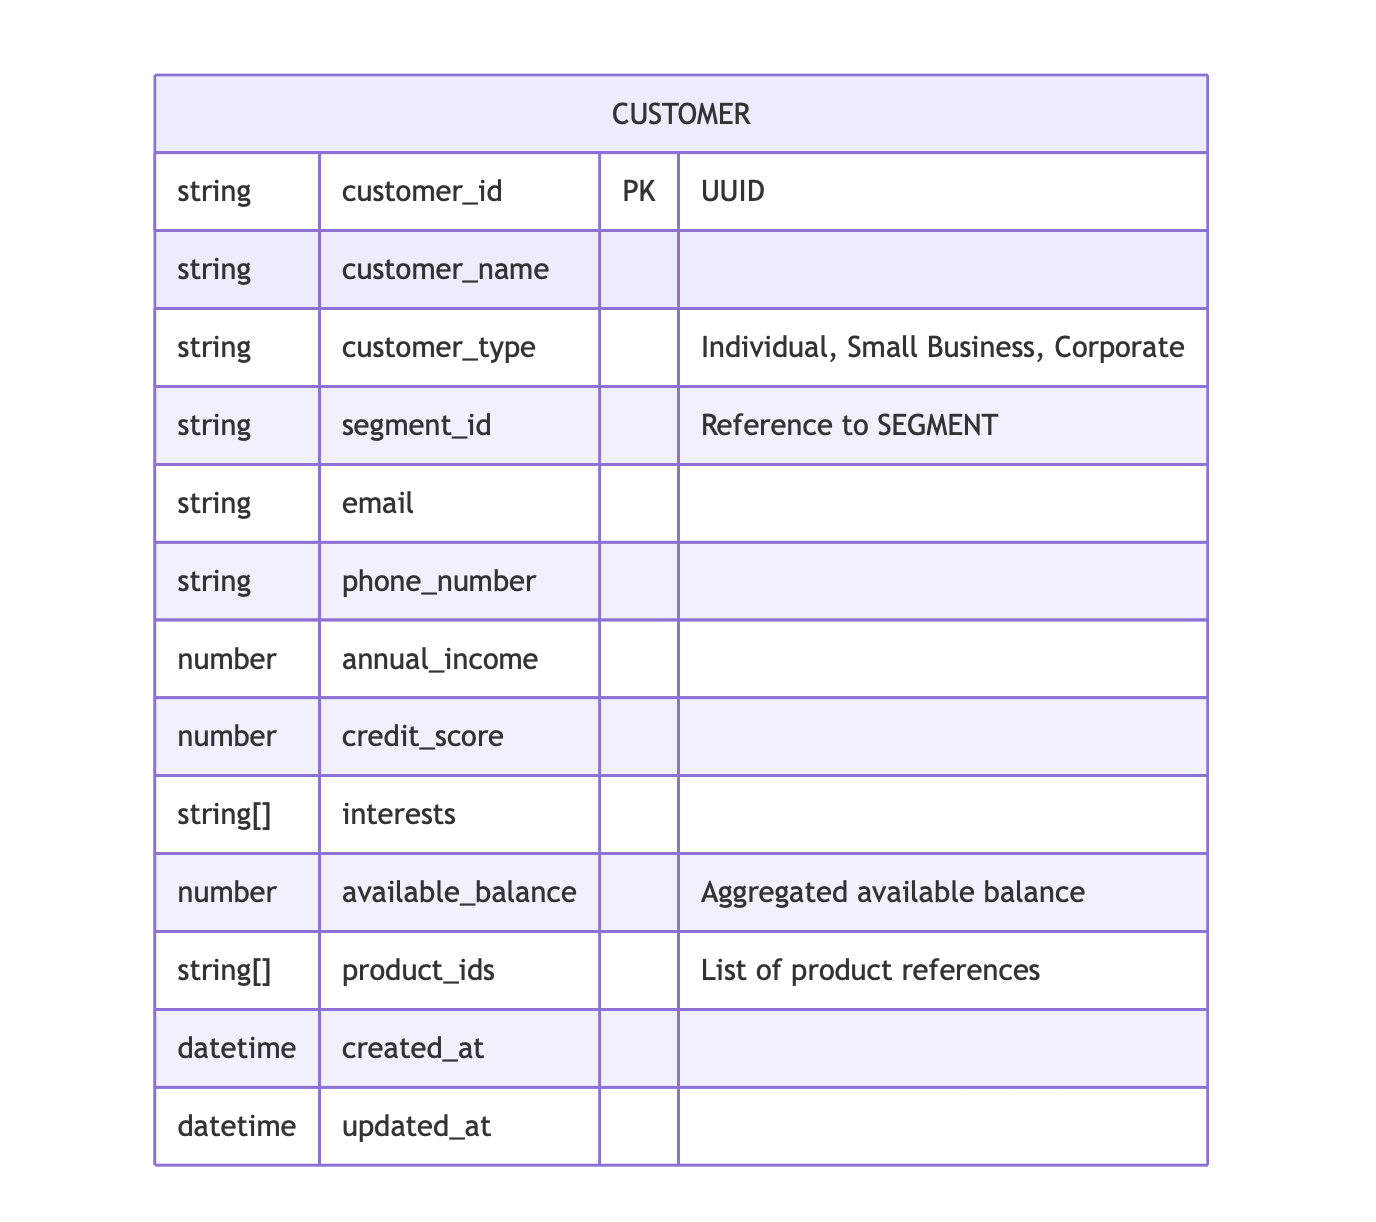 CUSTOMER
string customer_id PK UUID
string customer_name
string customer_type Individual, Small Business, Corporate
string segment_id Reference to SEGMENT
string email
string phone_number
number annual_income
number credit_score
string[] interests
number available_balance Aggregated available balance
string[] product_ids List of product references
datetime created_at
datetime updated_at